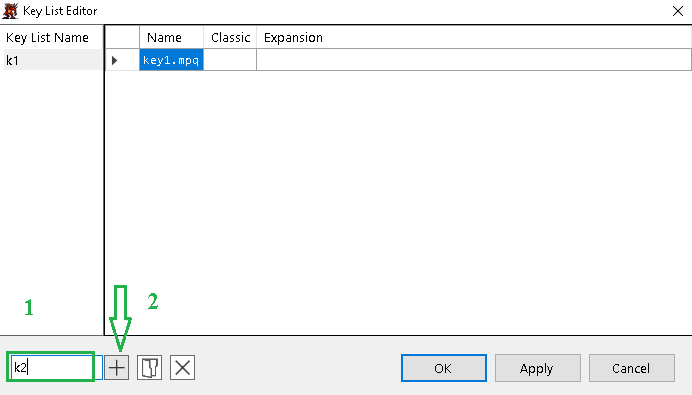 Key List Editor
Key List Name
Name Classic Expansion
k1
key1.mpq
1
2
k2
OK Apply Cancel